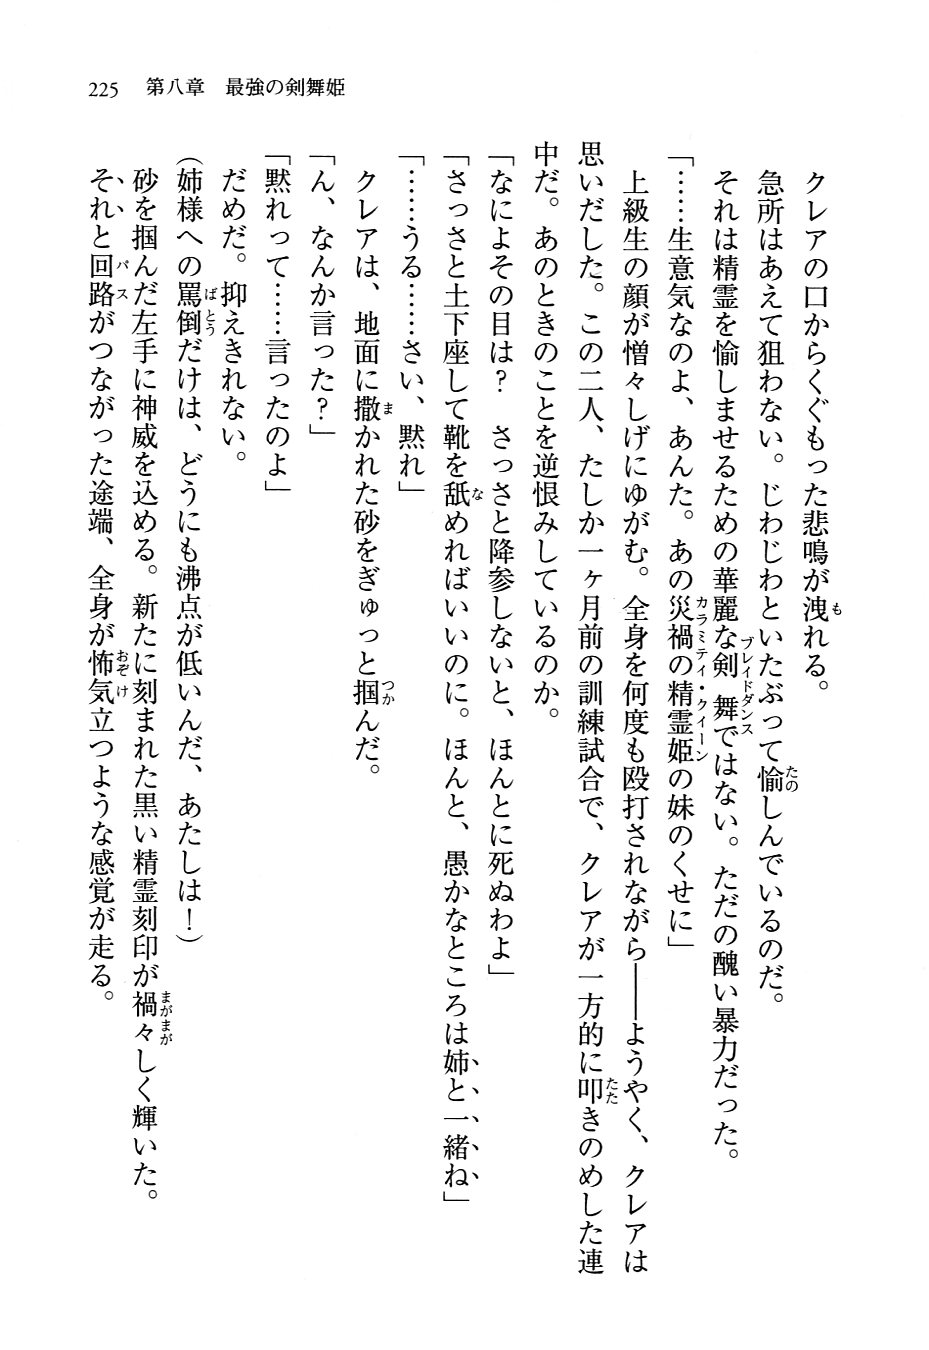 225　第八章　最強の剣舞姫
クレアの口からくぐもった悲鳴が洩れる。
急所はあえて狙わない。じわじわといたぶって愉しんでいるのだ。
それは精霊を愉しませるための華麗な剣舞ではない。ただの醜い暴力だった。
「……生意気なのよ、あんた。あの災禍の精霊姫の妹のくせに」
上級生の顔が憎々しげにゆがむ。全身を何度も殴打されながら――ようやく、クレアは
思いだした。この二人、たしか一ヶ月前の訓練試合で、クレアが一方的に叩きのめした連
中だ。あのときのことを逆恨みしているのか。
「なによその目は？　さっさと降参しないと、ほんとに死ぬわよ」
「さっさと土下座して靴を舐めればいいのに。ほんと、愚かなところは姉と一緒ね」
「……うる……さい、黙れ」
クレアは、地面に撒かれた砂をぎゅっと掴んだ。
「ん、なんか言った？」
「黙れって……言ったのよ」
だめだ。抑えきれない。
（姉様への罵倒だけは、どうにも沸点が低いんだ、あたしは！）
砂を掴んだ左手に神威を込める。新たに刻まれた黒い精霊刻印が禍々しく輝いた。
それと回路がつながった途端、全身が怖気立つような感覚が走る。